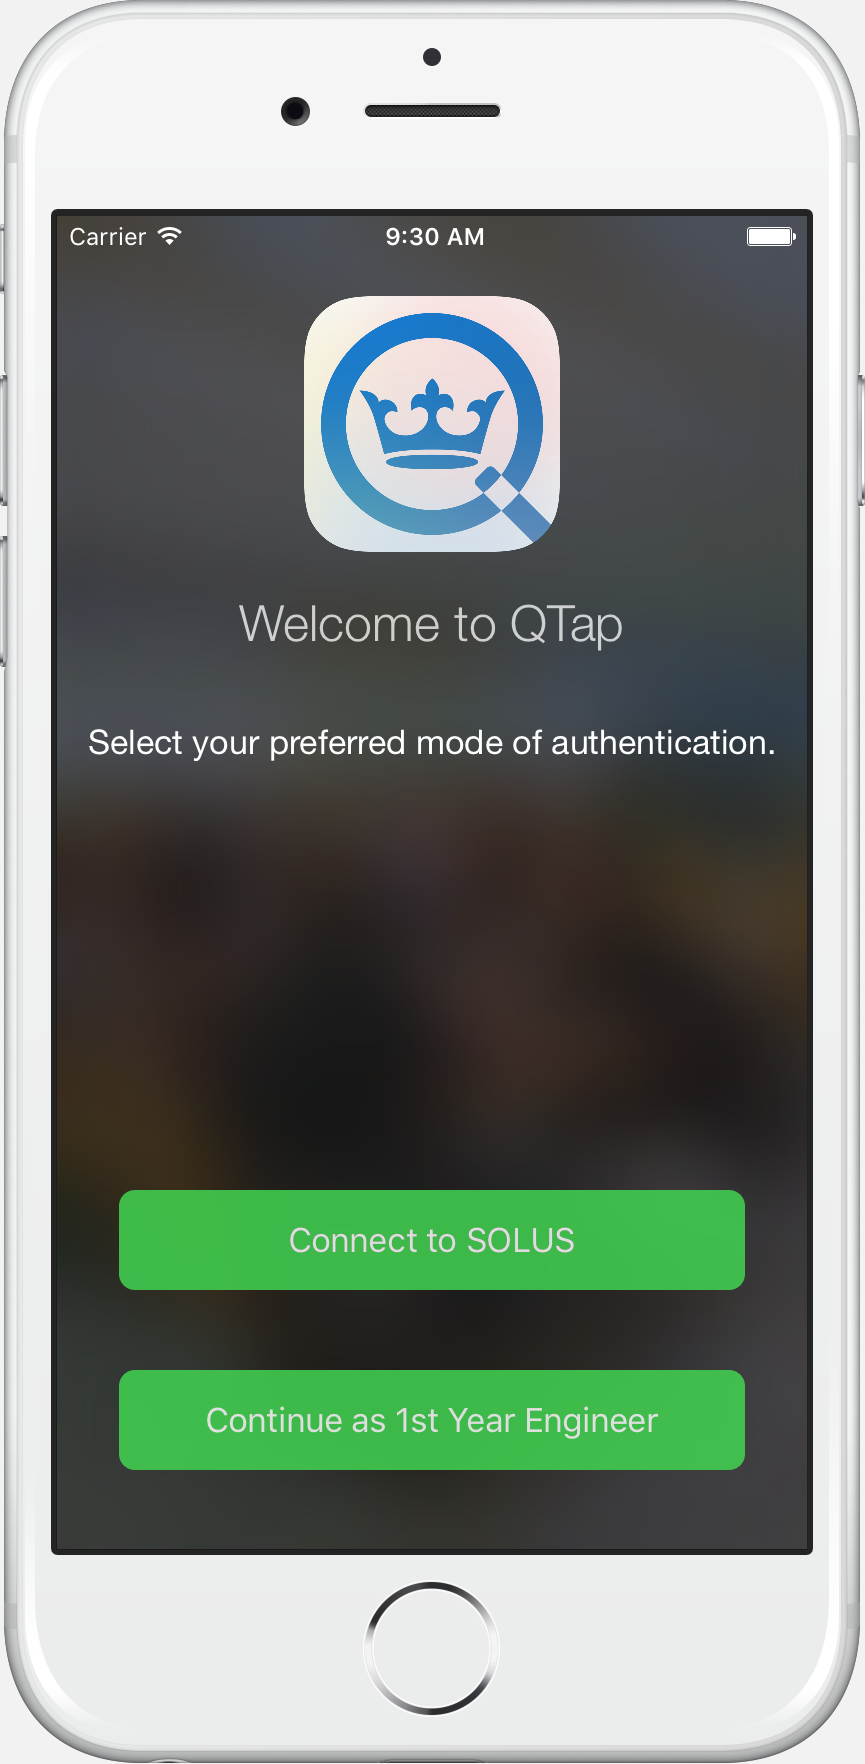 Carrier
9:30 AM
Welcome to QTap
Select your preferred mode of authentication.
Connect to SOLUS
Continue as 1st Year Engineer